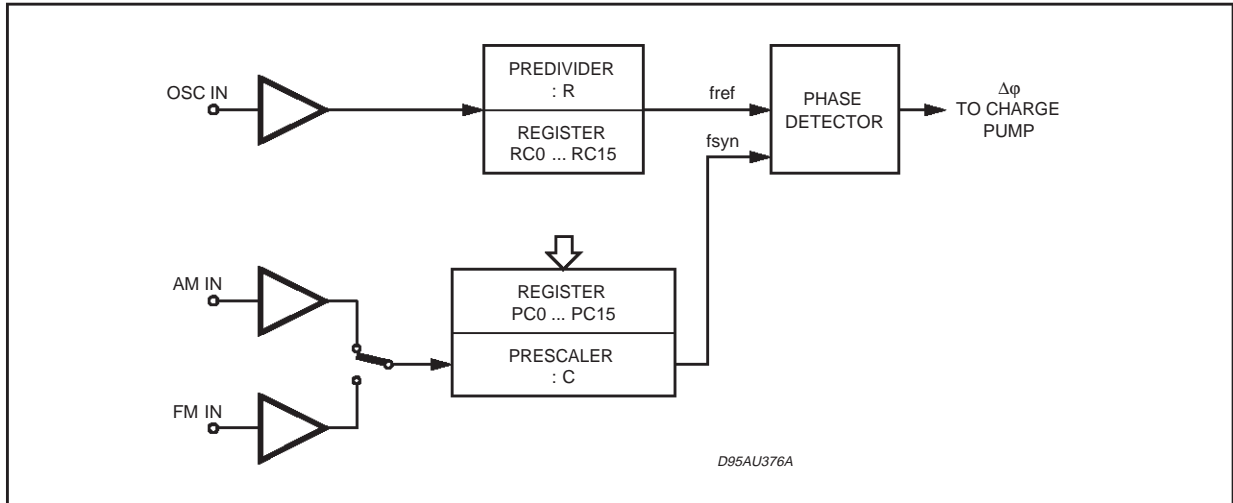 OSC IN
PREDIVIDER
: R
REGISTER
RC0 ... RC15
fref
fsyn
PHASE
DETECTOR
Δφ
TO CHARGE
PUMP
AM IN
FM IN
REGISTER
PC0 ... PC15
PRESCALER
: C
D95AU376A